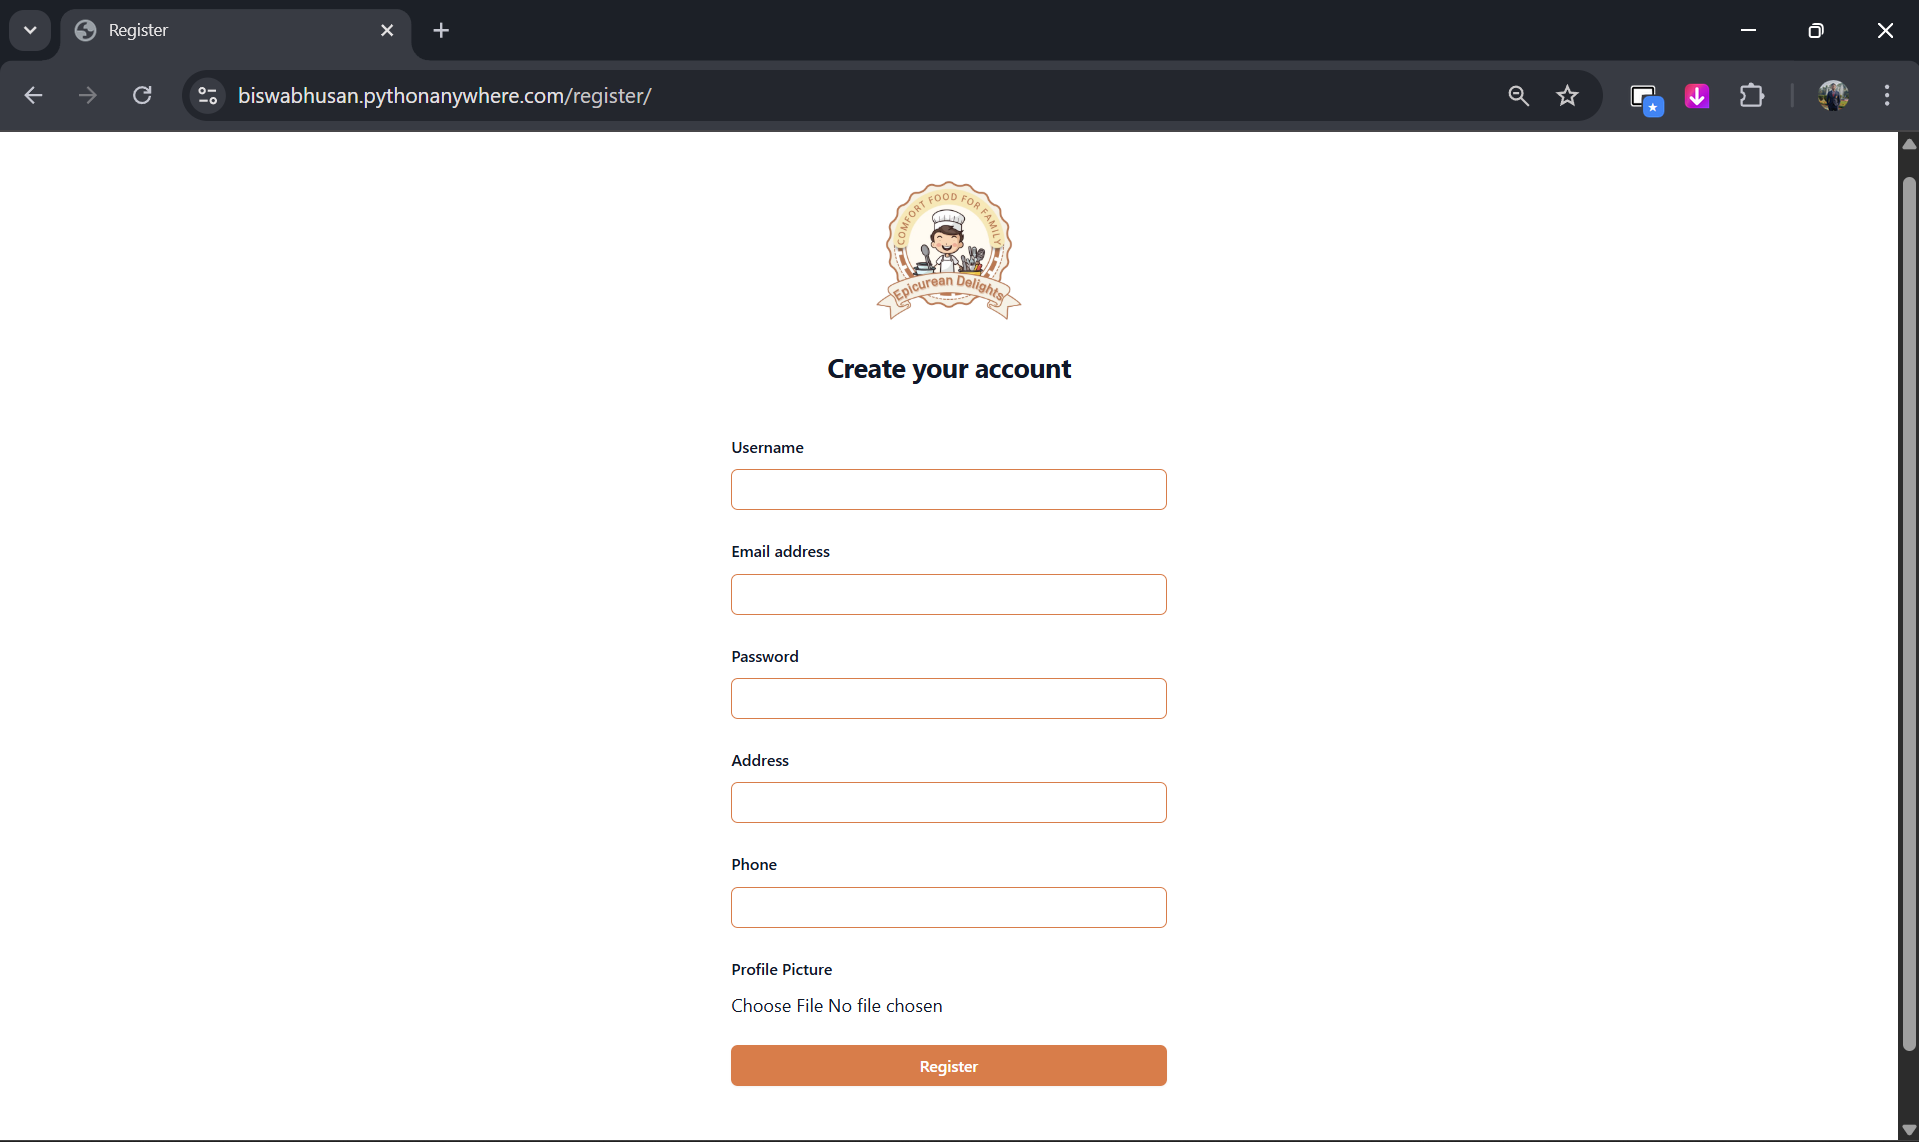 Register
biswabhusan.pythonanywhere.com/register/
COMFORT FOOD FOR FAMILY
Epicurean Delights
Create your account
Username
Email address
Password
Address
Phone
Profile Picture
Choose File No file chosen
Register